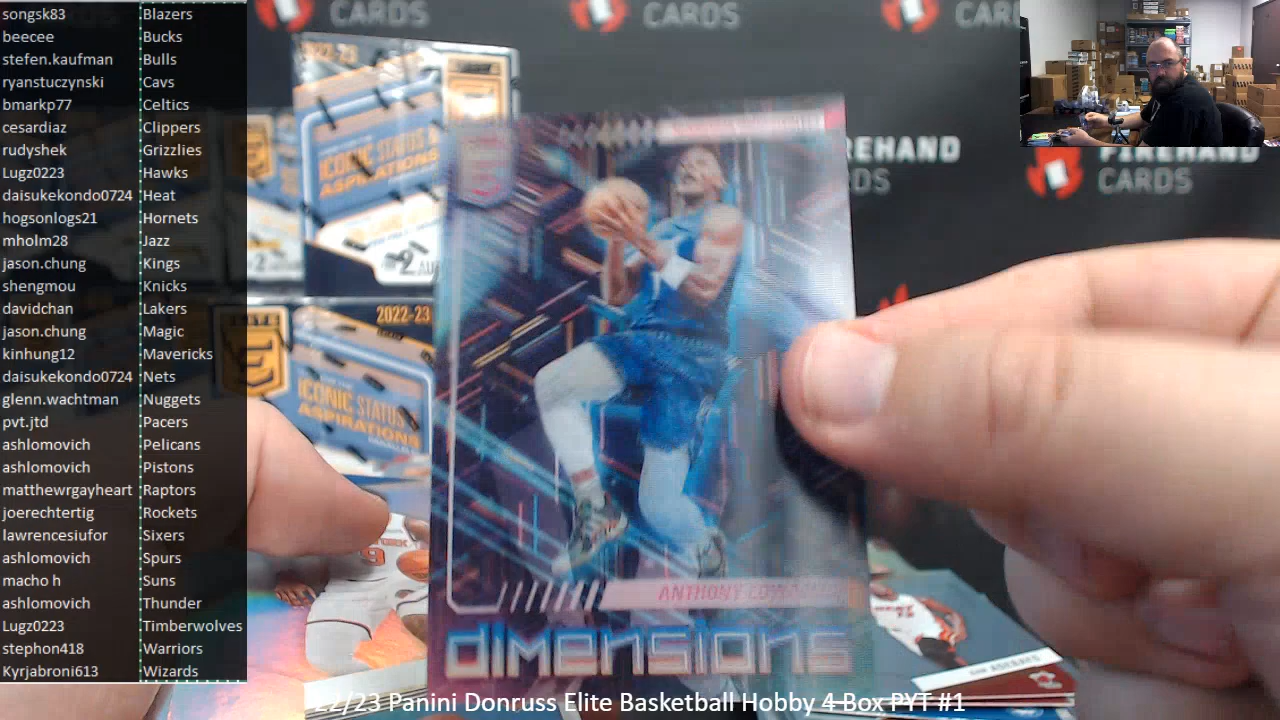 songsk83 Blazers
beecee Bucks
stefen.kaufman Bulls
ryanstuczynski Cavs
bmarkp77 Celtics
cesardiaz Clippers
rudyshek Grizzlies
Lugz0223 Hawks
daisukekondo0724 Heat
hogsonlogs21 Hornets
mholm28 Jazz
jason.chung Kings
shengmou Knicks
davidchan Lakers
jason.chung Magic
kinhung12 Mavericks
daisukekondo0724 Nets
glenn.wachtman Nuggets
pvt.jtd Pacers
ashlomovich Pelicans
ashlomovich Pistons
matthewrgayheart Raptors
joerechtertig Rockets
lawrencesiufor Sixers
ashlomovich Spurs
macho h Suns
ashlomovich Thunder
Lugz0223 Timberwolves
stephon418 Warriors
Kyrjabroni613 Wizards
CARDS
CARDS
CARDS
2022-23
ICONIC STATUS &
ASPIRATIONS
FIREHAND
CARDS
2022-23
ICONIC STATUS
ASPIRATIONS
ANTHONY EDWARDS
dimensions
22/23 Panini Donruss Elite Basketball Hobby 4-Box PYT #1